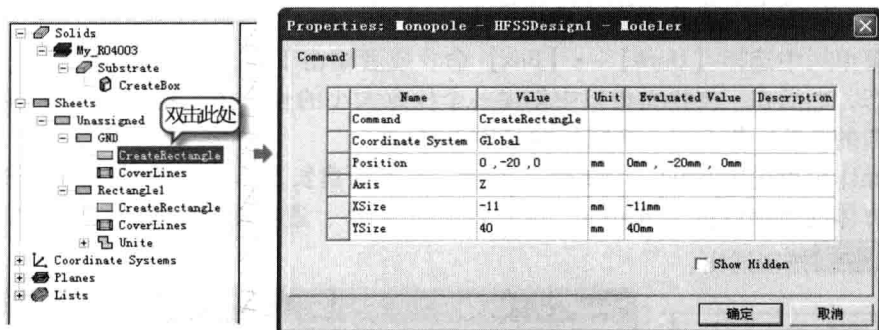 Solids
My_R04003
Substrate
CreateBox
Sheets
Unassigned
双击此处
GND
CreateRectangle
CoverLines
Rectangle1
CreateRectangle
CoverLines
Unite
Coordinate Systems
Planes
Lists
Properties: Monopole - HFSSDesign1 - Modeler
Command
Name Value Unit Evaluated Value Description
Command CreateRectangle
Coordinate System Global
Position 0 ,-20 ,0 mm 0mm , -20mm , 0mm
Axis Z
XSize -11 mm -11mm
YSize 40 mm 40mm
Show Hidden
确定 取消